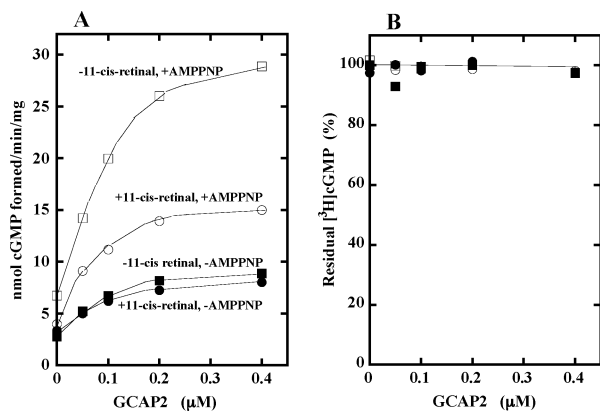 A
nmol cGMP formed/min/mg
30
25
20
15
10
5
0
-11-cis-retinal, +AMPPNP
+11-cis-retinal, +AMPPNP
-11-cis retinal, -AMPPNP
+11-cis-retinal, -AMPPNP
0 0.1 0.2 0.3 0.4
GCAP2 (μM)
B
Residual [³H]cGMP (%)
100
80
60
40
20
0
0 0.1 0.2 0.3 0.4
GCAP2 (μM)